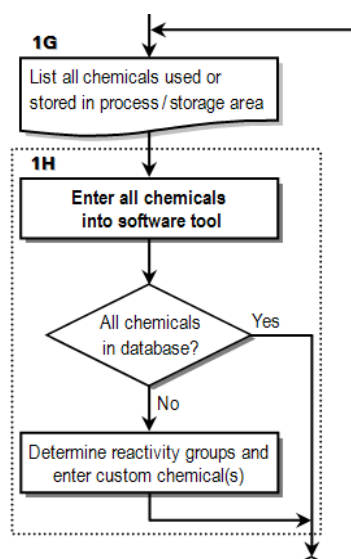 1G
List all chemicals used or
stored in process / storage area
1H
Enter all chemicals
into software tool
All chemicals
in database?
Yes
No
Determine reactivity groups and
enter custom chemical(s)